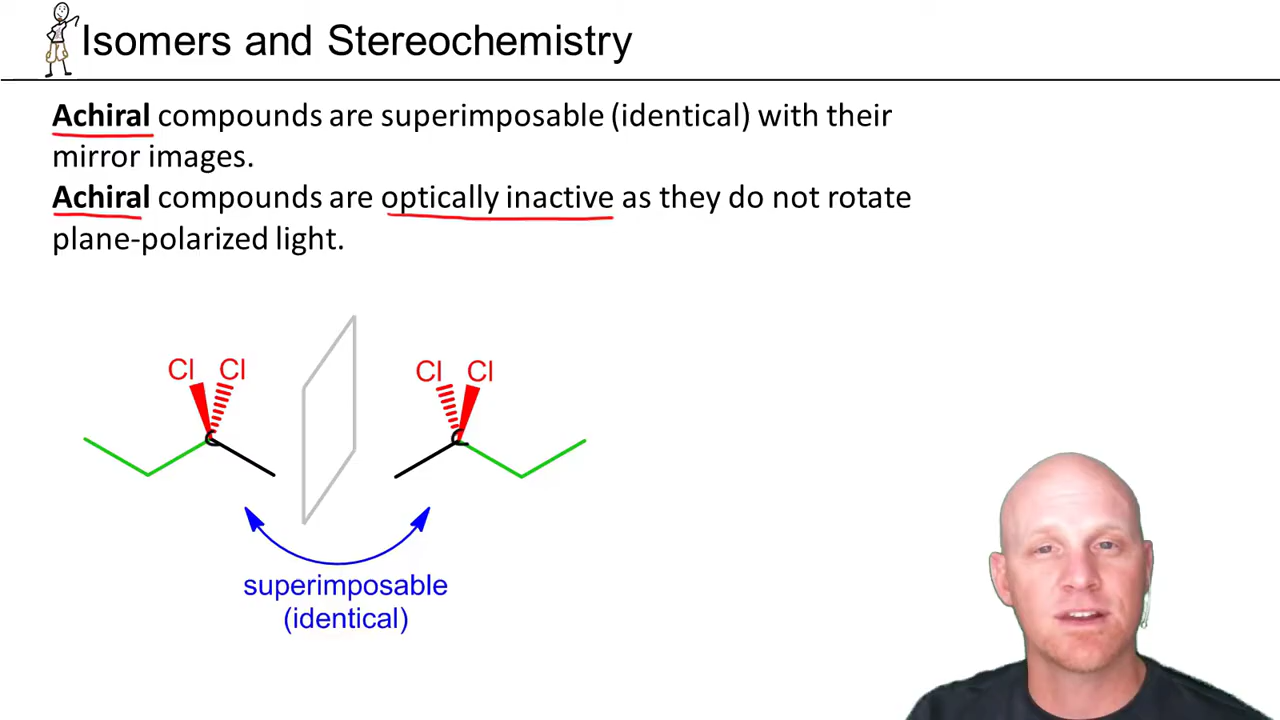 Isomers and Stereochemistry
Achiral compounds are superimposable (identical) with their
mirror images.
Achiral compounds are optically inactive as they do not rotate
plane-polarized light.
Cl Cl
Cl Cl
C
C
superimposable
(identical)